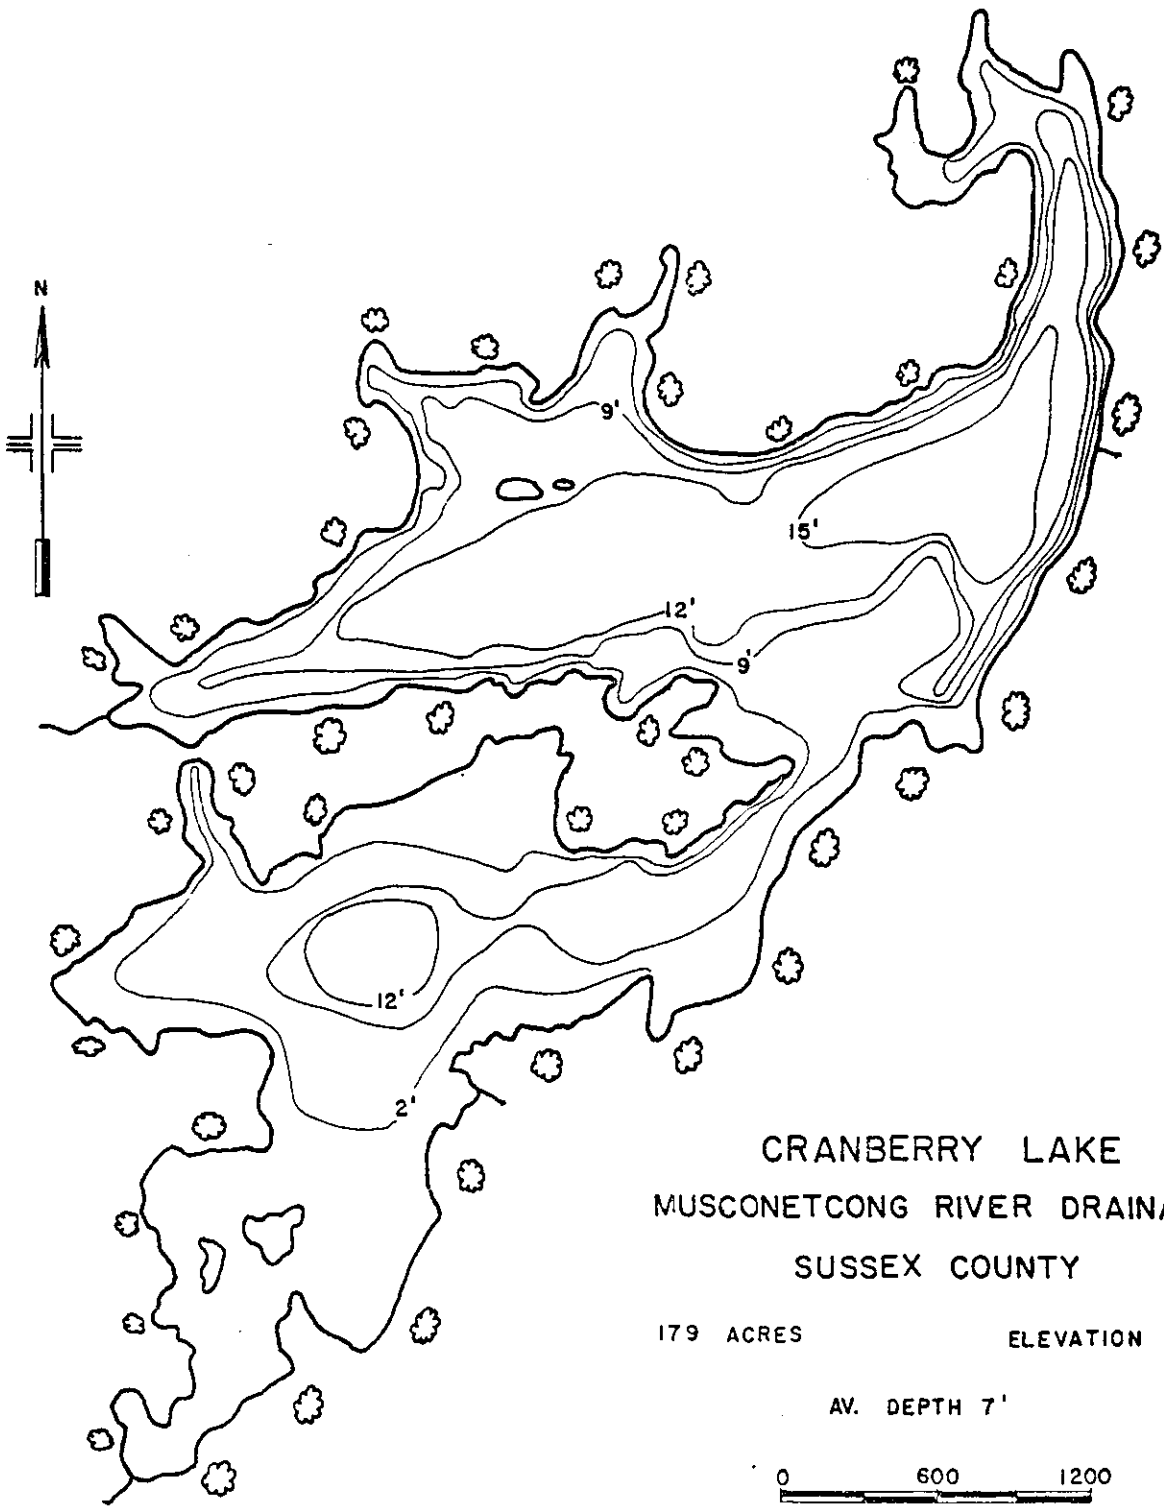 N
9'
15'
12'
9'
12'
2'
CRANBERRY LAKE
MUSCONETCONG RIVER
SUSSEX COUNTY
179 ACRES ELEVATION
AV. DEPTH 7'
0 600 1200